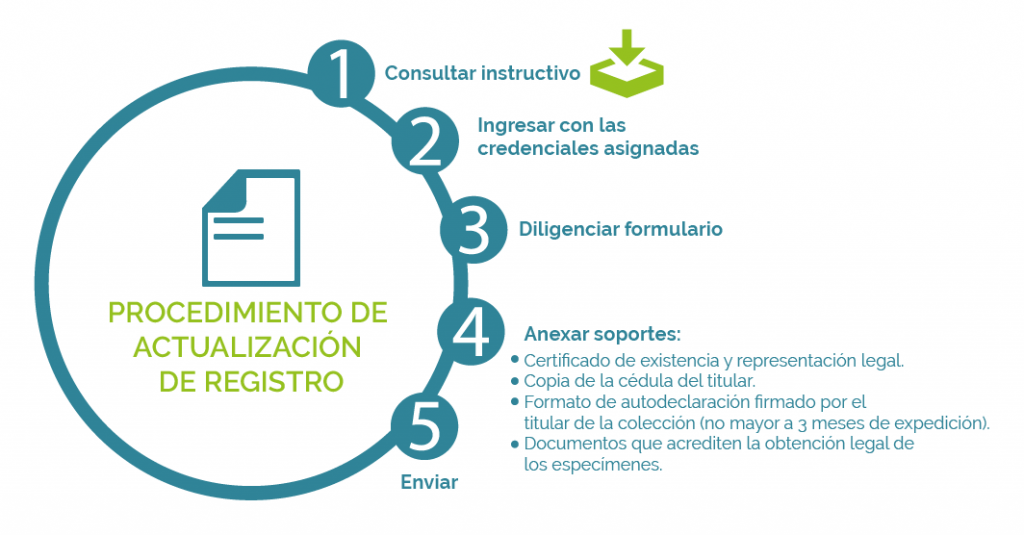 PROCEDIMIENTO DE
ACTUALIZACIÓN
DE REGISTRO
1
Consultar instructivo
2
Ingresar con las
credenciales asignadas
3
Diligenciar formulario
4
Anexar soportes:
• Certificado de existencia y representación legal.
• Copia de la cédula del titular.
• Formato de autodeclaración firmado por el
titular de la colección (no mayor a 3 meses de expedición).
• Documentos que acrediten la obtención legal de
los especímenes.
5
Enviar